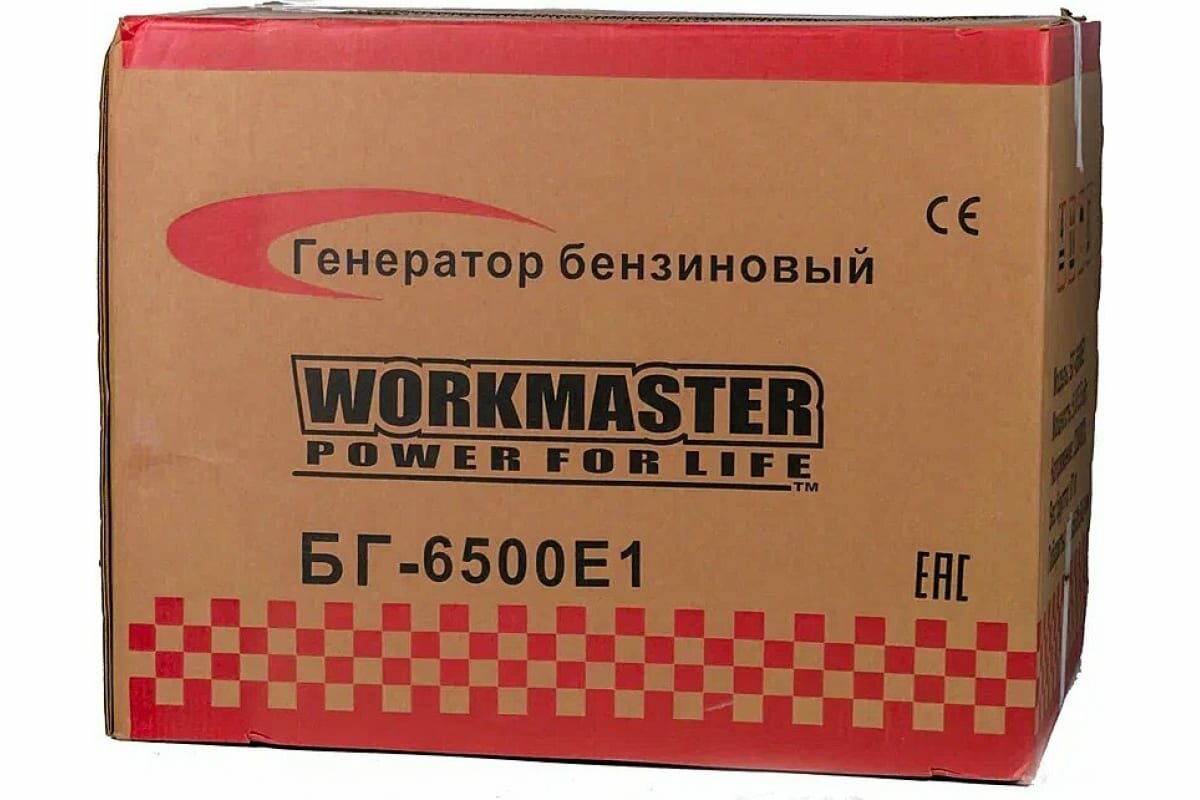 Генератор бензиновый
CE
WORKMASTER
POWER FOR LIFE
TM
БГ-6500Е1
EAC